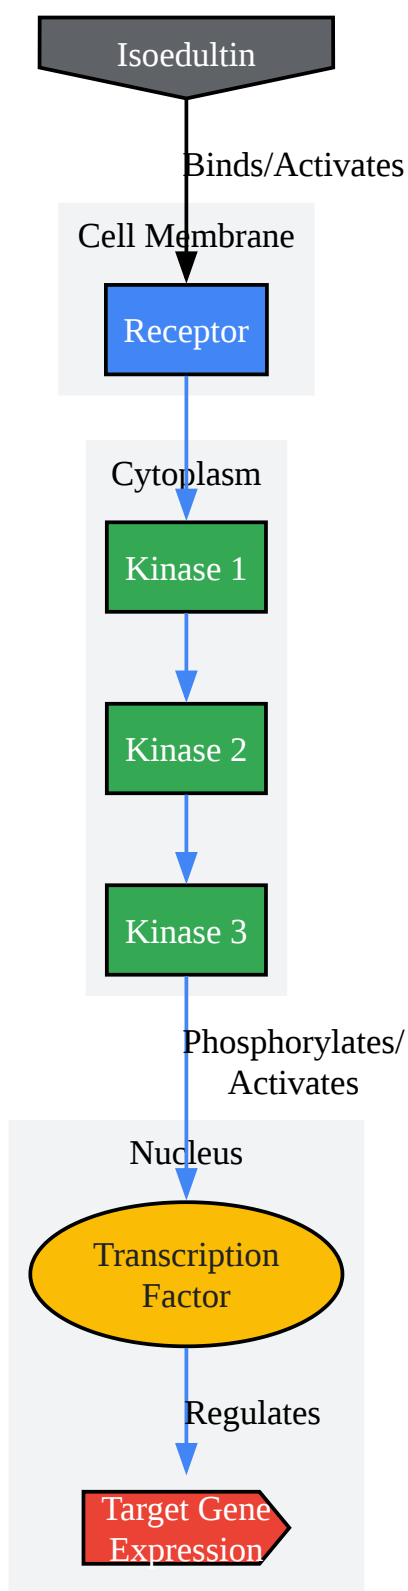 Isoedultin
Binds/Activates
Cell Membrane
Receptor
Cytoplasm
Kinase 1
Kinase 2
Kinase 3
Phosphorylates/
Activates
Nucleus
Transcription
Factor
Regulates
Target Gene
Expression